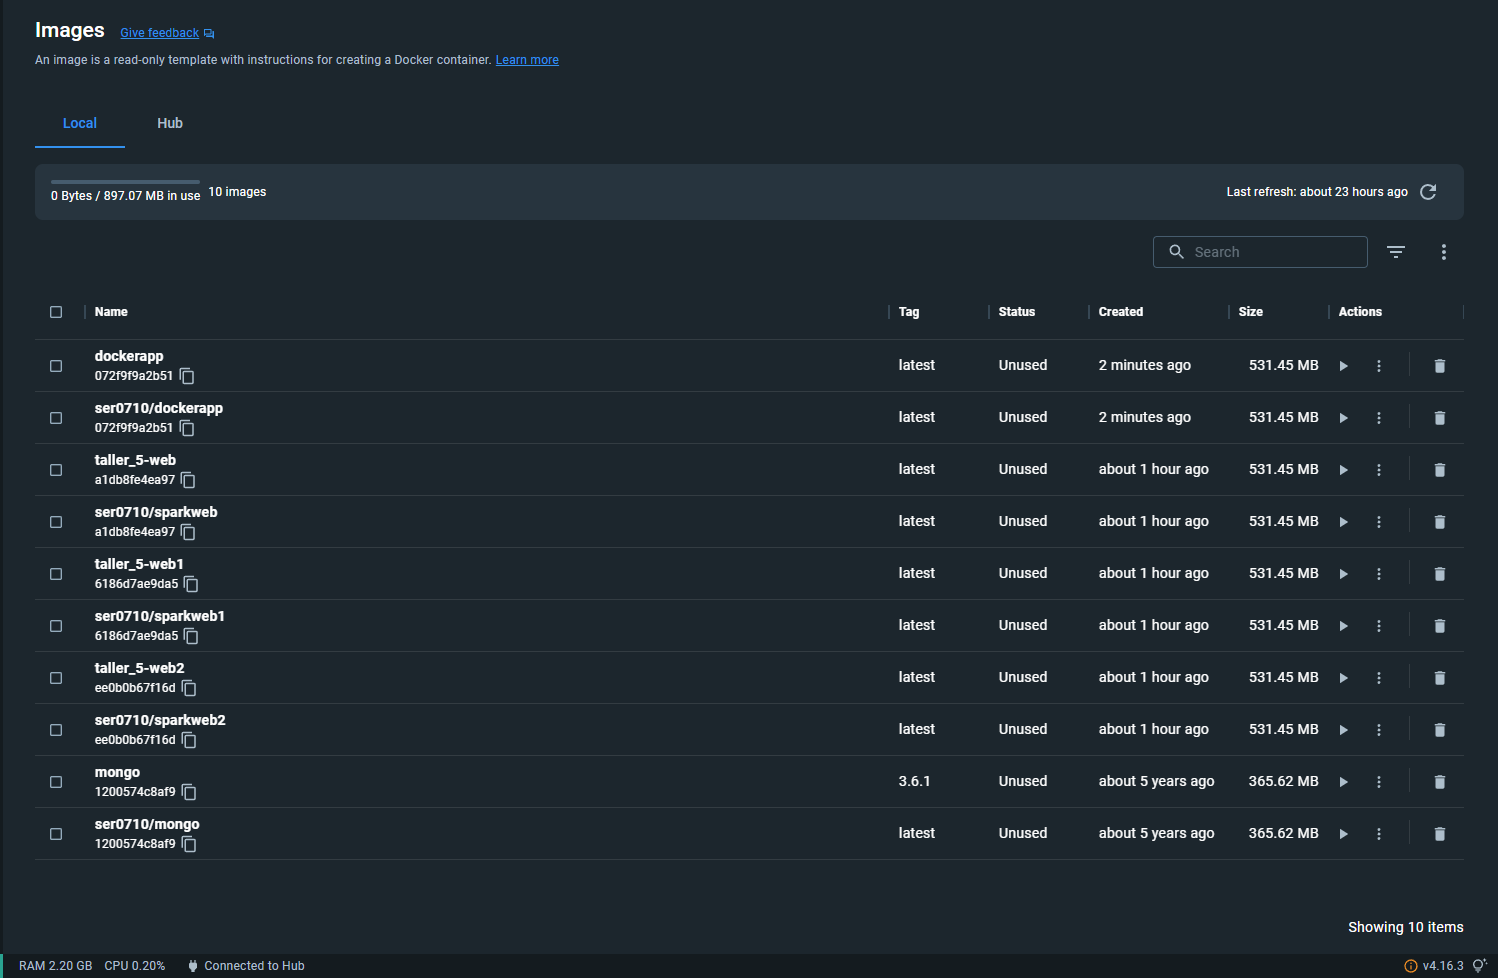 Images Give feedback
An image is a read-only template with instructions for creating a Docker container. Learn more
Local Hub
0 Bytes / 897.07 MB in use 10 images Last refresh: about 23 hours ago
Search
Name Tag Status Created Size Actions
dockerapp
072f9f9a2b51 latest Unused 2 minutes ago 531.45 MB
ser0710/dockerapp
072f9f9a2b51 latest Unused 2 minutes ago 531.45 MB
taller_5-web
a1db8fe4ea97 latest Unused about 1 hour ago 531.45 MB
ser0710/sparkweb
a1db8fe4ea97 latest Unused about 1 hour ago 531.45 MB
taller_5-web1
6186d7ae9da5 latest Unused about 1 hour ago 531.45 MB
ser0710/sparkweb1
6186d7ae9da5 latest Unused about 1 hour ago 531.45 MB
taller_5-web2
ee0b0b67f16d latest Unused about 1 hour ago 531.45 MB
ser0710/sparkweb2
ee0b0b67f16d latest Unused about 1 hour ago 531.45 MB
mongo
1200574c8af9 3.6.1 Unused about 5 years ago 365.62 MB
ser0710/mongo
1200574c8af9 latest Unused about 5 years ago 365.62 MB
Showing 10 items
RAM 2.20 GB CPU 0.20% Connected to Hub v4.16.3